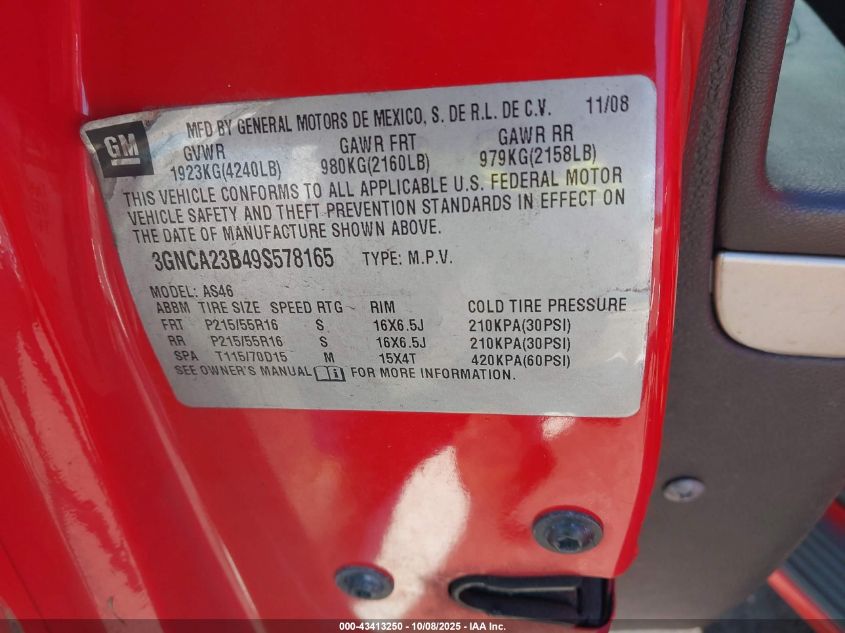 GM
MFD BY GENERAL MOTORS DE MEXICO, S. DE R.L. DE C.V. 11/08
GVWR GAWR FRT GAWR RR
1923KG(4240LB) 980KG(2160LB) 979KG(2158LB)
THIS VEHICLE CONFORMS TO ALL APPLICABLE U.S. FEDERAL MOTOR
VEHICLE SAFETY AND THEFT PREVENTION STANDARDS IN EFFECT ON
THE DATE OF MANUFACTURE SHOWN ABOVE.
3GNCA23B49S578165 TYPE: M.P.V.
MODEL: AS46
ABBM TIRE SIZE SPEED RTG RIM COLD TIRE PRESSURE
FRT P215/55R16 S 16X6.5J 210KPA(30PSI)
RR P215/55R16 S 16X6.5J 210KPA(30PSI)
SPA T115/70D15 M 15X4T 420KPA(60PSI)
SEE OWNER'S MANUAL FOR MORE INFORMATION.
000-43413250 - 10/08/2025 - IAA Inc.